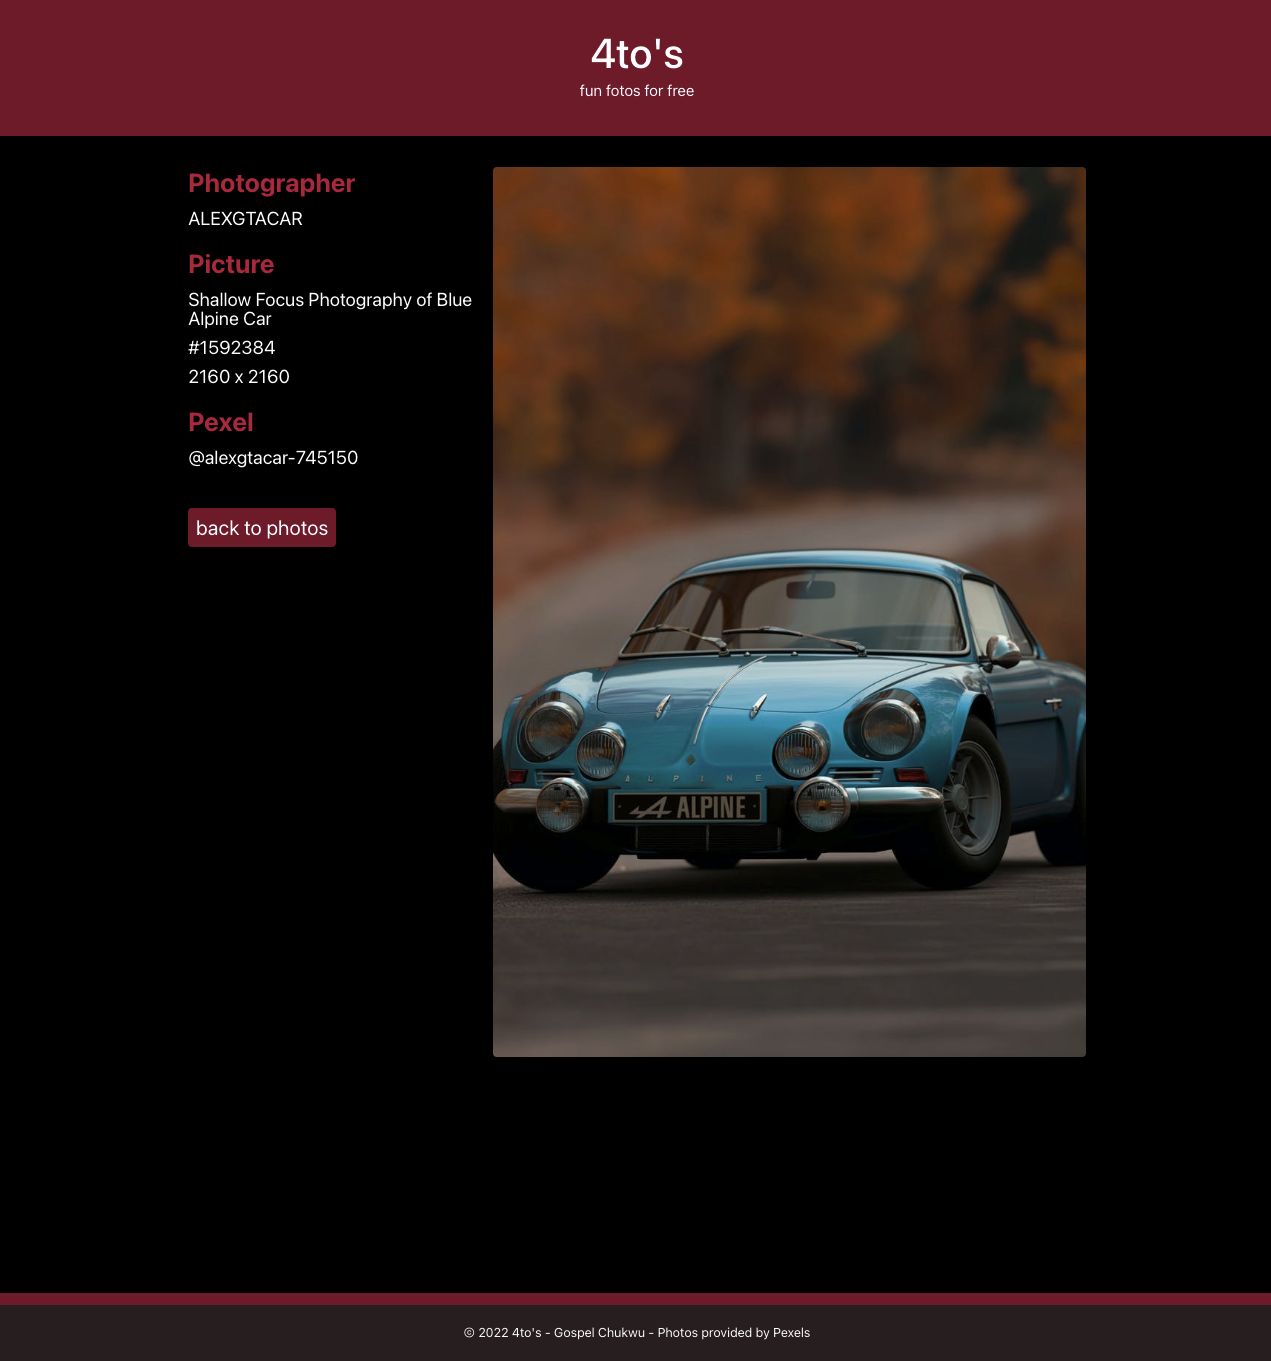 4to's
fun fotos for free
Photographer
ALEXGTACAR
Picture
Shallow Focus Photography of Blue
Alpine Car
#1592384
2160 x 2160
Pexel
@alexgtacar-745150
back to photos
A L P I N E
A ALPINE
© 2022 4to's - Gospel Chukwu - Photos provided by Pexels